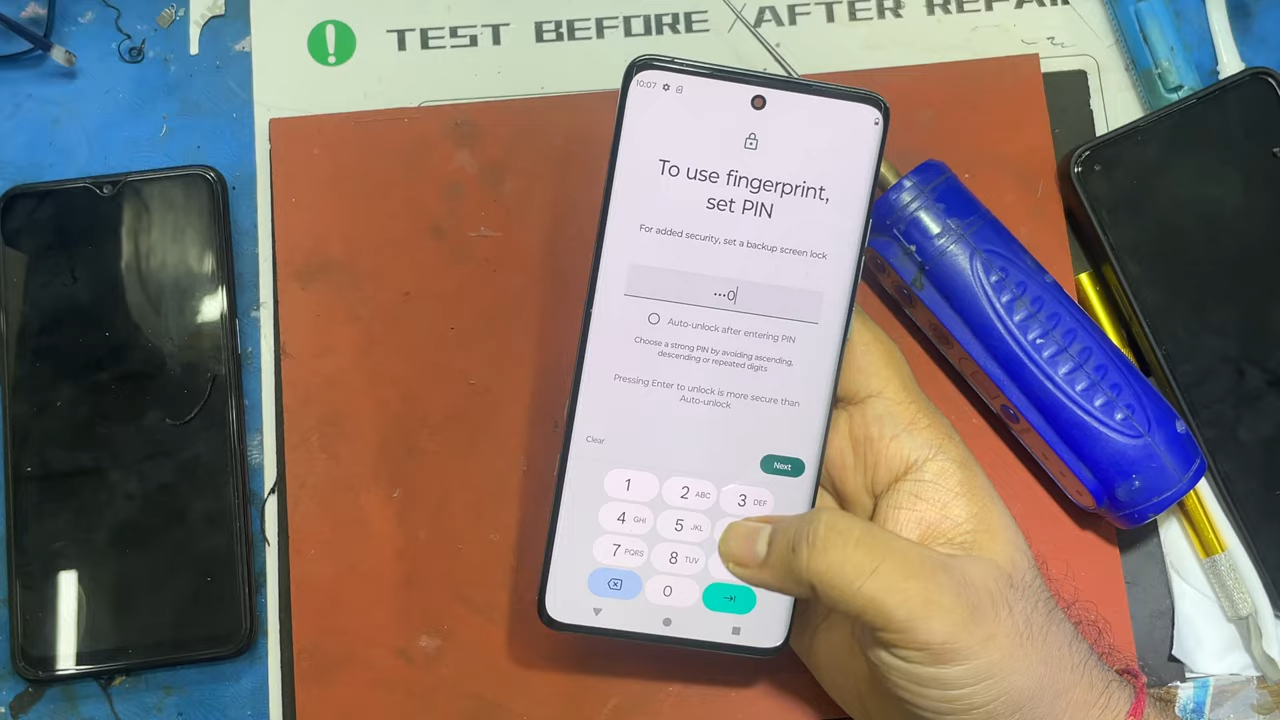 TEST BEFORE / AFTER REPAI
10:07
To use fingerprint,
set PIN
For added security, set a backup screen lock
•••0
Auto-unlock after entering PIN
Choose a strong PIN by avoiding ascending,
descending or repeated digits
Pressing Enter to unlock is more secure than
Auto-unlock
Clear
Next
1 2 ABC 3 DEF
4 GHI 5 JKL
7 PQRS 8 TUV
0